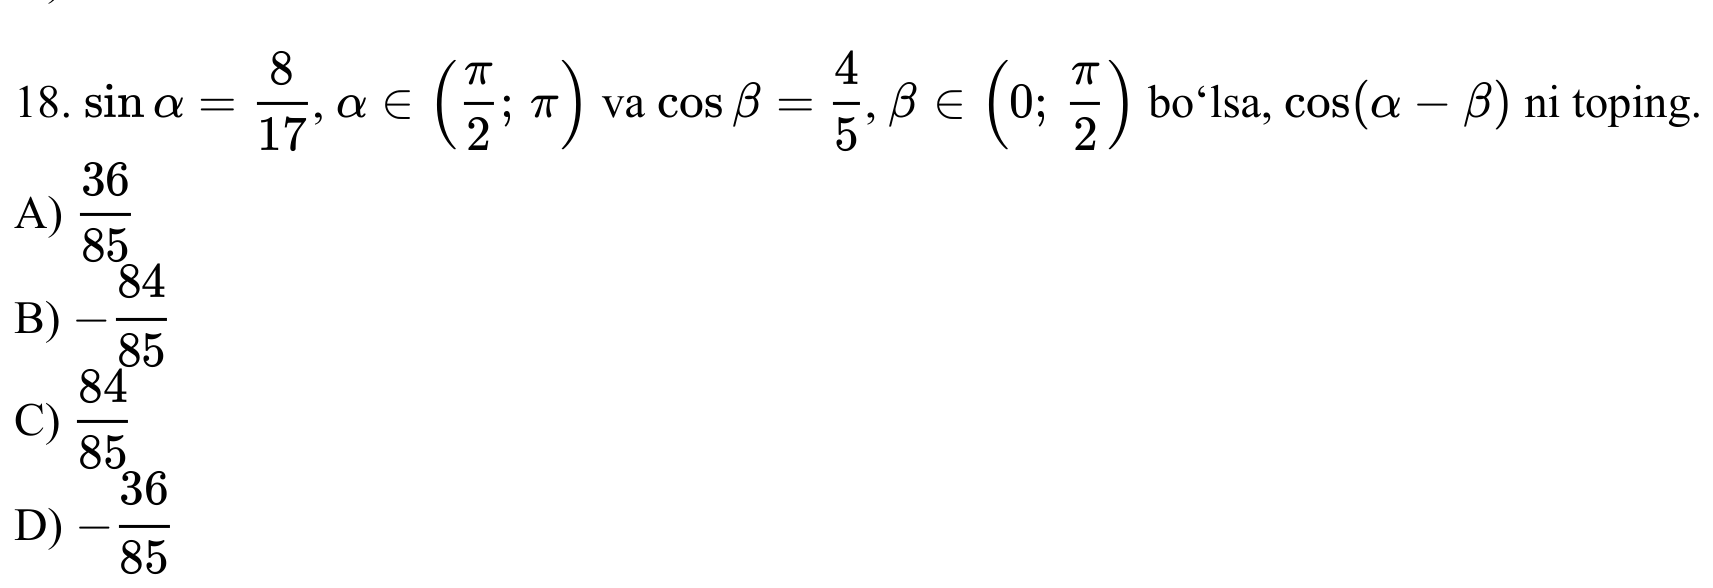 18. sin α = 8/17, α ∈ (π/2; π) va cos β = 4/5, β ∈ (0; π/2) bo‘lsa, cos(α − β) ni toping.
A) 36/85
B) −84/85
C) 84/85
D) −36/85